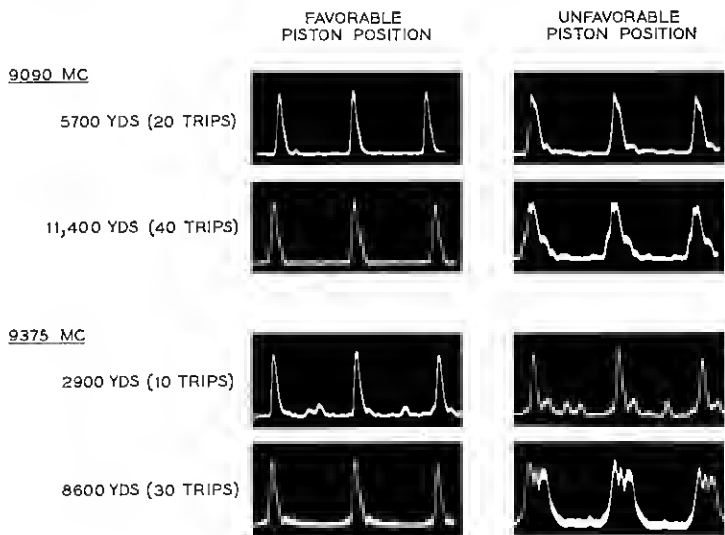 FAVORABLE
PISTON POSITION
UNFAVORABLE
PISTON POSITION
9090 MC
5700 YDS (20 TRIPS)
11,400 YDS (40 TRIPS)
9375 MC
2900 YDS (10 TRIPS)
8600 YDS (30 TRIPS)